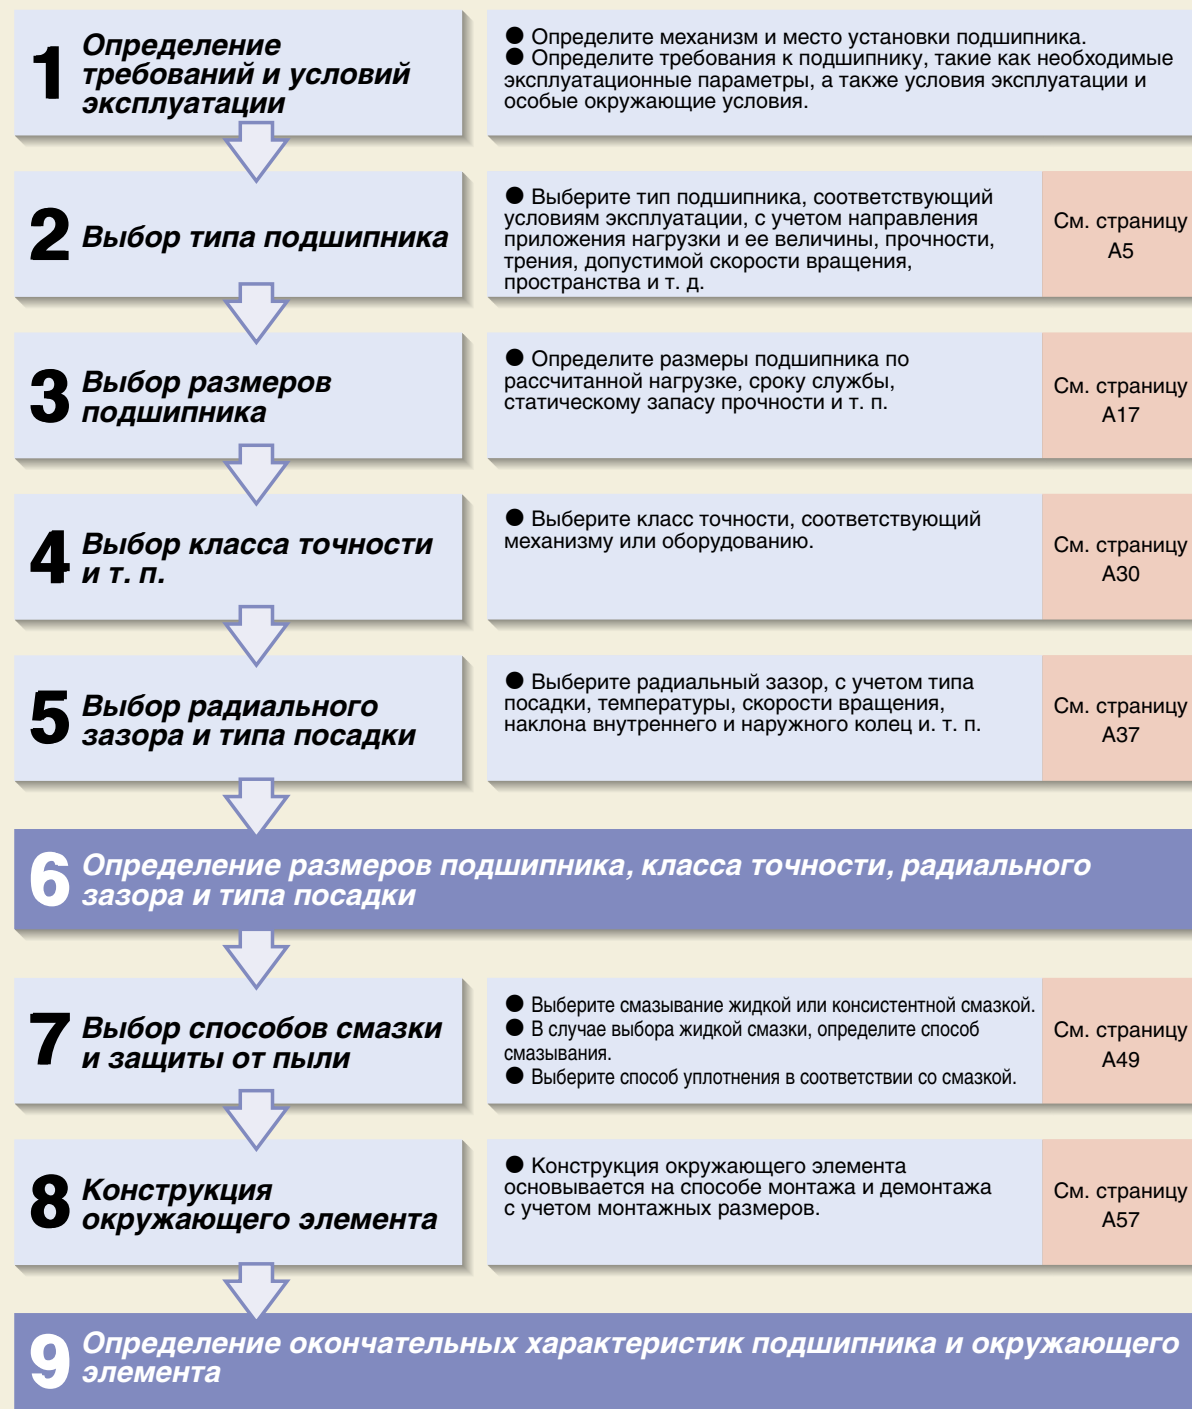 1
Определение
требований и условий
эксплуатации
● Определите механизм и место установки подшипника.
● Определите требования к подшипнику, такие как необходимые
эксплуатационные параметры, а также условия эксплуатации и
особые окружающие условия.
2
Выбор типа подшипника
● Выберите тип подшипника, соответствующий
условиям эксплуатации, с учетом направления
приложения нагрузки и ее величины, прочности,
трения, допустимой скорости вращения,
пространства и т. д.
См. страницу
A5
3
Выбор размеров
подшипника
● Определите размеры подшипника по
рассчитанной нагрузке, сроку службы,
статическому запасу прочности и т. п.
См. страницу
A17
4
Выбор класса точности
и т. п.
● Выберите класс точности, соответствующий
механизму или оборудованию.
См. страницу
A30
5
Выбор радиального
зазора и типа посадки
● Выберите радиальный зазор, с учетом типа
посадки, температуры, скорости вращения,
наклона внутреннего и наружного колец и. т. п.
См. страницу
A37
6
Определение размеров подшипника, класса точности, радиального
зазора и типа посадки
7
Выбор способов смазки
и защиты от пыли
● Выберите смазывание жидкой или консистентной смазкой.
● В случае выбора жидкой смазки, определите способ
смазывания.
● Выберите способ уплотнения в соответствии со смазкой.
См. страницу
A49
8
Конструкция
окружающего элемента
● Конструкция окружающего элемента
основывается на способе монтажа и демонтажа
с учетом монтажных размеров.
См. страницу
A57
9
Определение окончательных характеристик подшипника и окружающего
элемента